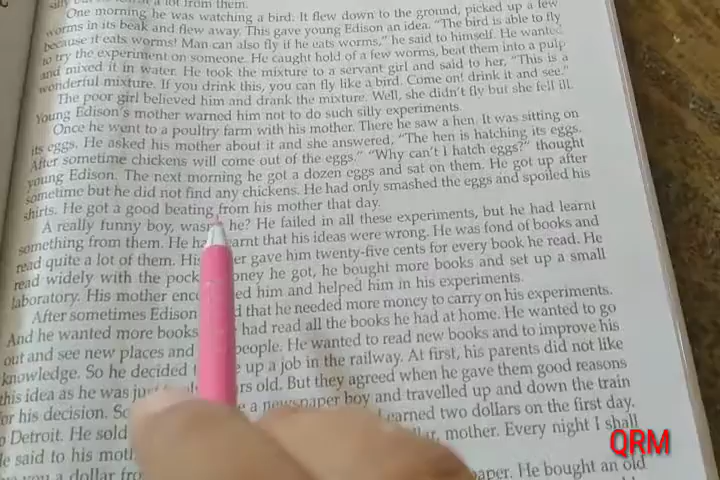 silly but he learnt a lot from them.
One morning he was watching a bird. It flew down to the ground, picked up a few
worms in its beak and flew away. This gave young Edison an idea. “The bird is able to fly
because it eats worms! Man can also fly if he eats worms,” he said to himself. He wanted
to try the experiment on someone. He caught hold of a few worms, beat them into a pulp
and mixed it in water. He took the mixture to a servant girl and said to her, “This is a
wonderful mixture. If you drink this, you can fly like a bird. Come on! drink it and see.”
The poor girl believed him and drank the mixture. Well, she didn't fly but she fell ill.
Young Edison's mother warned him not to do such silly experiments.
Once he went to a poultry farm with his mother. There he saw a hen. It was sitting on
its eggs. He asked his mother about it and she answered, “The hen is hatching its eggs.
After sometime chickens will come out of the eggs.” “Why can't I hatch eggs?” thought
young Edison. The next morning he got a dozen eggs and sat on them. He got up after
sometime but he did not find any chickens. He had only smashed the eggs and spoiled his
shirts. He got a good beating from his mother that day.
A really funny boy, wasn he? He failed in all these experiments, but he had learnt
something from them. He ha arnt that his ideas were wrong. He was fond of books and
read quite a lot of them. His er gave him twenty-five cents for every book he read. He
read widely with the pock oney he got, he bought more books and set up a small
laboratory. His mother enc ed him and helped him in his experiments.
After sometimes Edison d that he needed more money to carry on his experiments.
And he wanted more books had read all the books he had at home. He wanted to go
out and see new places and people. He wanted to read new books and to improve his
knowledge. So he decided up a job in the railway. At first, his parents did not like
this idea as he was just rs old. But they agreed when he gave them good reasons
for his decision. So e a newspaper boy and travelled up and down the train
o Detroit. He sold earned two dollars on the first day.
He said to his moth mother. Every night I shall
you a dollar fro paper. He bought an old
QRM